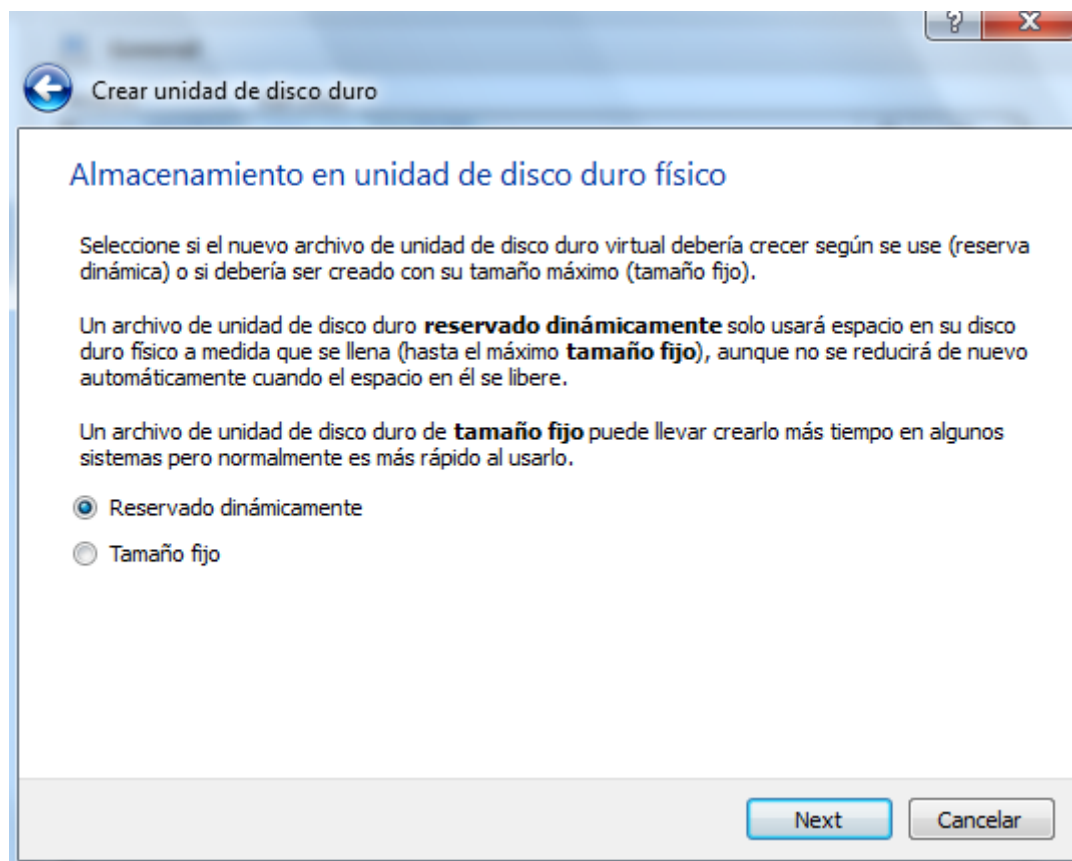 ?
Crear unidad de disco duro
Almacenamiento en unidad de disco duro físico
Seleccione si el nuevo archivo de unidad de disco duro virtual debería crecer según se use (reserva
dinámica) o si debería ser creado con su tamaño máximo (tamaño fijo).
Un archivo de unidad de disco duro reservado dinámicamente solo usará espacio en su disco
duro físico a medida que se llena (hasta el máximo tamaño fijo), aunque no se reducirá de nuevo
automáticamente cuando el espacio en él se libere.
Un archivo de unidad de disco duro de tamaño fijo puede llevar crearlo más tiempo en algunos
sistemas pero normalmente es más rápido al usarlo.
Reservado dinámicamente
Tamaño fijo
Next
Cancelar